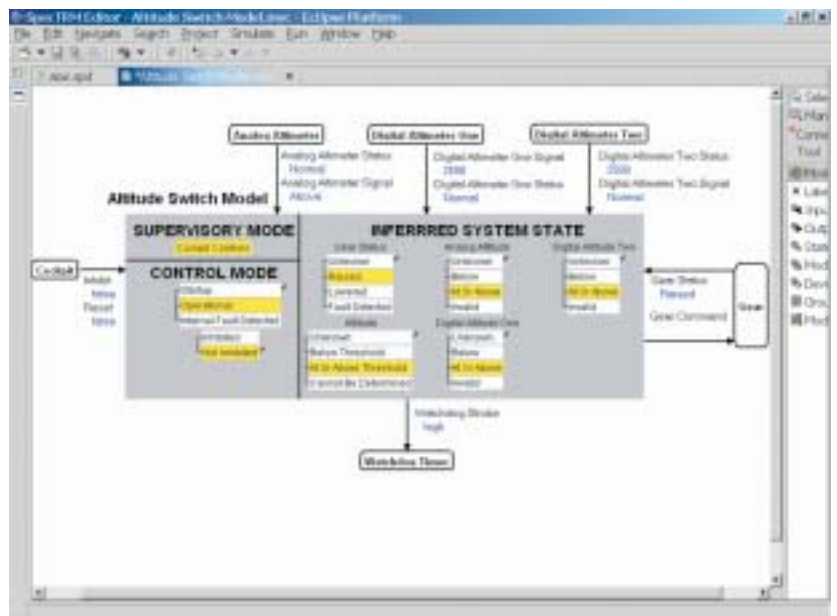 SpecTRM Editor - Altitude Switch Model.mec - Eclipse Platform
File Edit Navigate Search Project Simulate Run Window Help
Analog Altimeter
Digital Altimeter One
Digital Altimeter Two
Analog Altimeter Status
Normal
Analog Altimeter Signal
Above
Digital Altimeter One Signal
2000
Digital Altimeter One Status
Normal
Digital Altimeter Two Status
2000
Digital Altimeter Two Signal
Normal
Altitude Switch Model
SUPERVISORY MODE
Cockpit Controls
INFERRRED SYSTEM STATE
Gear Status
Unknown
Raised
Lowered
Fault Detected
Analog Altitude
Unknown
Below
At Or Above
Invalid
Digital Altitude Two
Unknown
Below
At Or Above
Invalid
Cockpit
Inhibit
false
Reset
false
CONTROL MODE
Startup
Operational
Internal Fault Detected
Inhibited
Not Inhibited
Altitude
Unknown
Below Threshold
At Or Above Threshold
Cannot Be Determined
Digital Altitude One
Unknown
Below
At Or Above
Invalid
Gear Status
Raised
Gear Command
Gear
Watchdog Strobe
high
Watchdog Timer
Tool